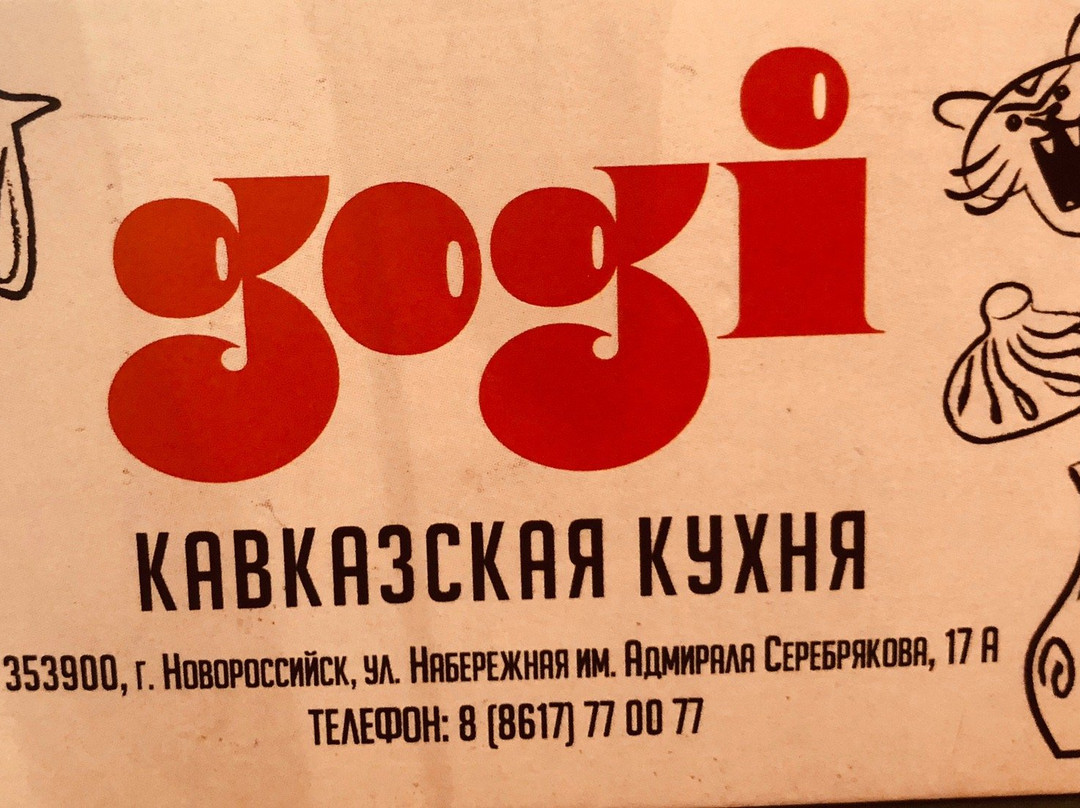 gogi
КАВКАЗСКАЯ КУХНЯ
353900, г. Новороссийск, ул. Набережная им. Адмирала Серебрякова, 17 А
ТЕЛЕФОН: 8 (8617) 77 00 77